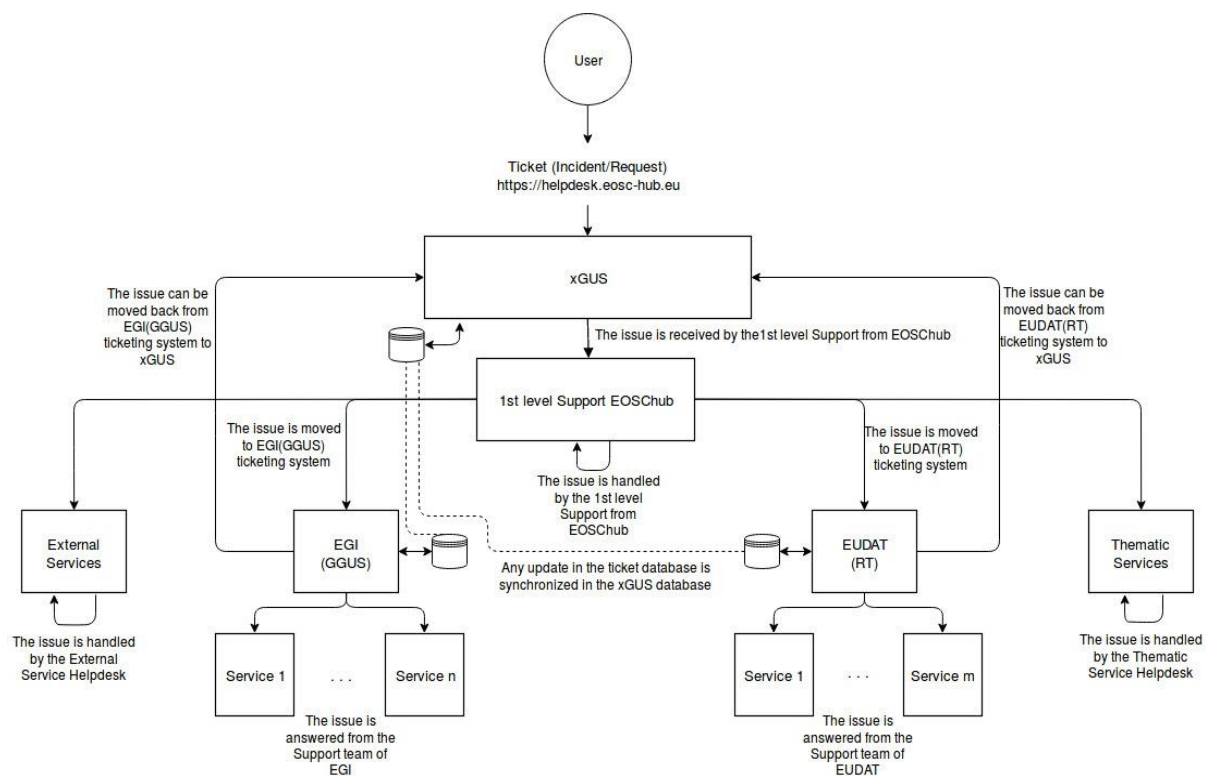 User
Ticket (Incident/Request)
https://helpdesk.eosc-hub.eu
xGUS
The issue can be
moved back from
EGI(GGUS)
ticketing system to
xGUS
The issue can be
moved back from
EUDAT(RT)
ticketing system to
xGUS
The issue is received by the1st level Support from EOSChub
1st level Support EOSChub
The issue is moved
to EGI(GGUS)
ticketing system
The issue is moved
to EUDAT(RT)
ticketing system
The issue is handled
by the 1st level
Support from
EOSChub
External
Services
EGI
(GGUS)
EUDAT
(RT)
Thematic
Services
Any update in the ticket database is
synchronized in the xGUS database
The issue is handled
by the External
Service Helpdesk
Service 1
. . .
Service n
Service 1
. . .
Service m
The issue is handled
by the Thematic
Service Helpdesk
The issue is
answered from the
Support team of
EGI
The issue is
answered from the
Support team of
EUDAT